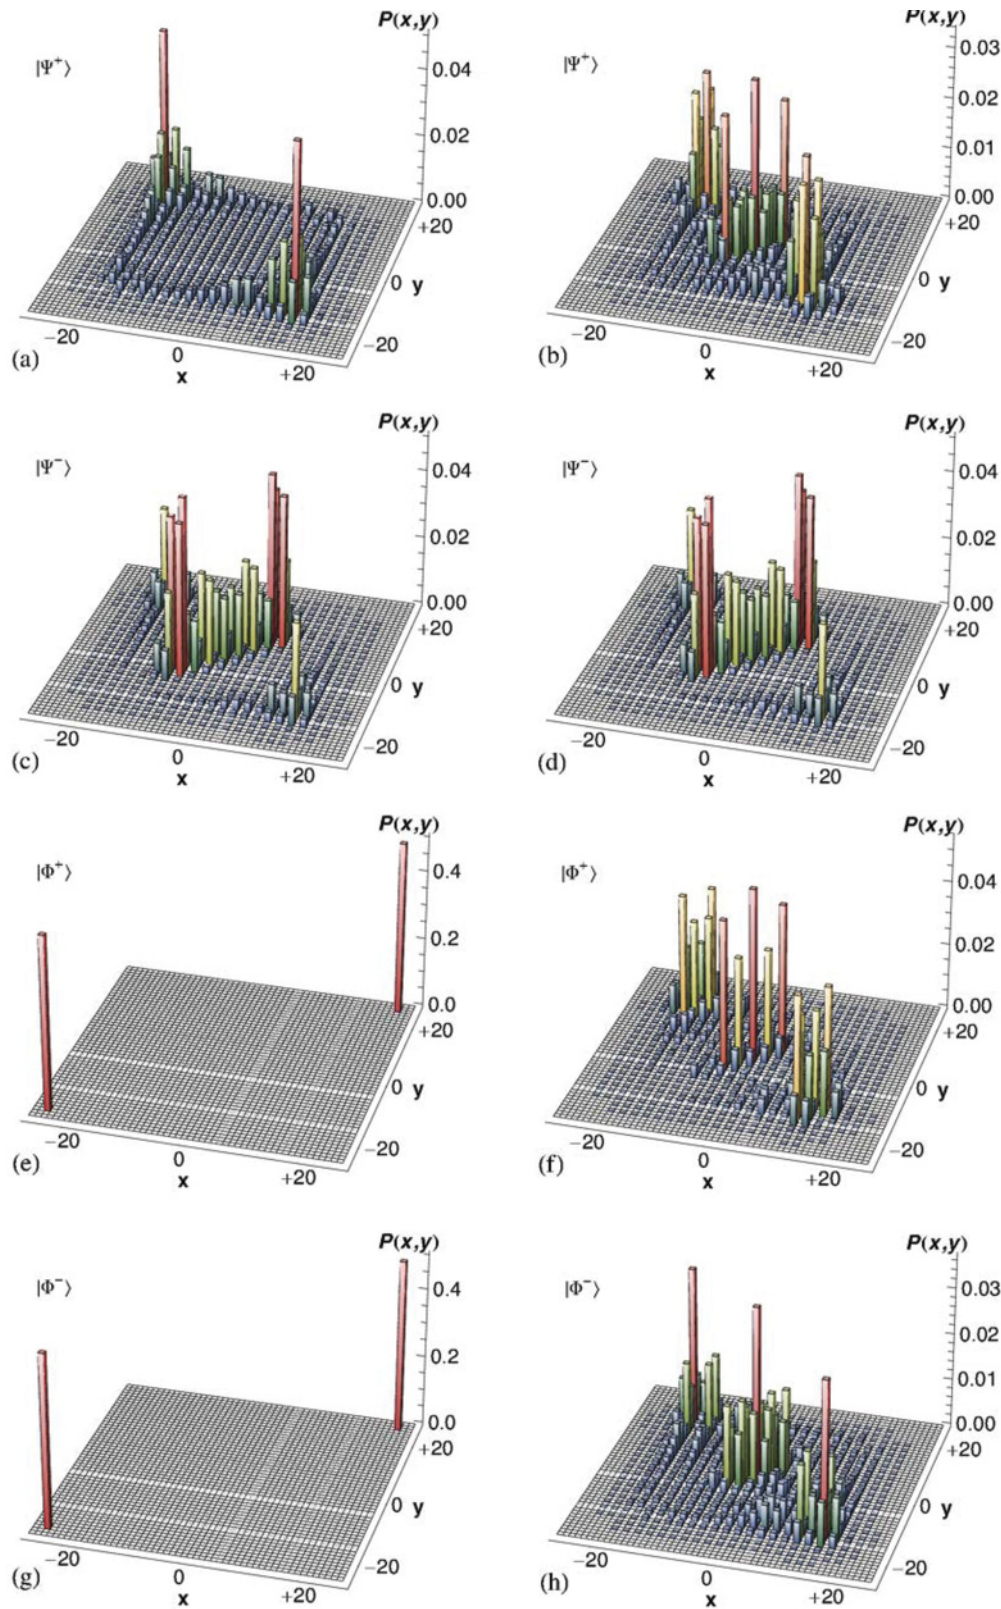 P(x,y)
|Ψ⁺⟩
0.04
0.02
0.00
+20
0 y
−20
−20
0
+20
x
(a)
P(x,y)
|Ψ⁺⟩
0.03
0.02
0.01
0.00
+20
0 y
−20
−20
0
+20
x
(b)
P(x,y)
|Ψ⁻⟩
0.04
0.02
0.00
+20
0 y
−20
−20
0
+20
x
(c)
P(x,y)
|Ψ⁻⟩
0.04
0.02
0.00
+20
0 y
−20
−20
0
+20
x
(d)
P(x,y)
|Φ⁺⟩
0.4
0.2
0.0
+20
0 y
−20
−20
0
+20
x
(e)
P(x,y)
|Φ⁺⟩
0.04
0.02
0.00
+20
0 y
−20
−20
0
+20
x
(f)
P(x,y)
|Φ⁻⟩
0.4
0.2
0.0
+20
0 y
−20
−20
0
+20
x
(g)
P(x,y)
|Φ⁻⟩
0.03
0.02
0.01
0.00
+20
0 y
−20
−20
0
+20
x
(h)